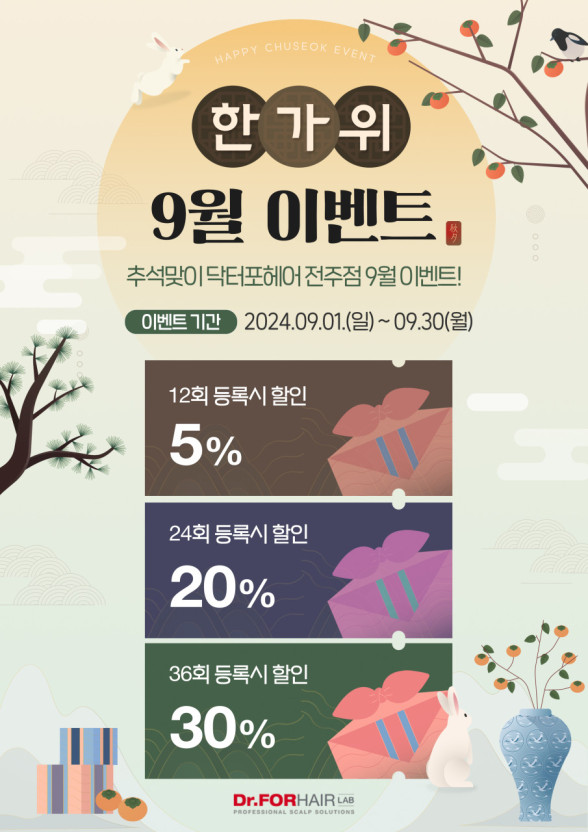 HAPPY CHUSEOK EVENT
한가위
9월 이벤트
秋夕
추석맞이 닥터포헤어 전주점 9월 이벤트!
이벤트 기간 2024.09.01.(일) ~ 09.30(월)
12회 등록시 할인
5%
24회 등록시 할인
20%
36회 등록시 할인
30%
Dr.FORHAIR LAB
PROFESSIONAL SCALP SOLUTIONS